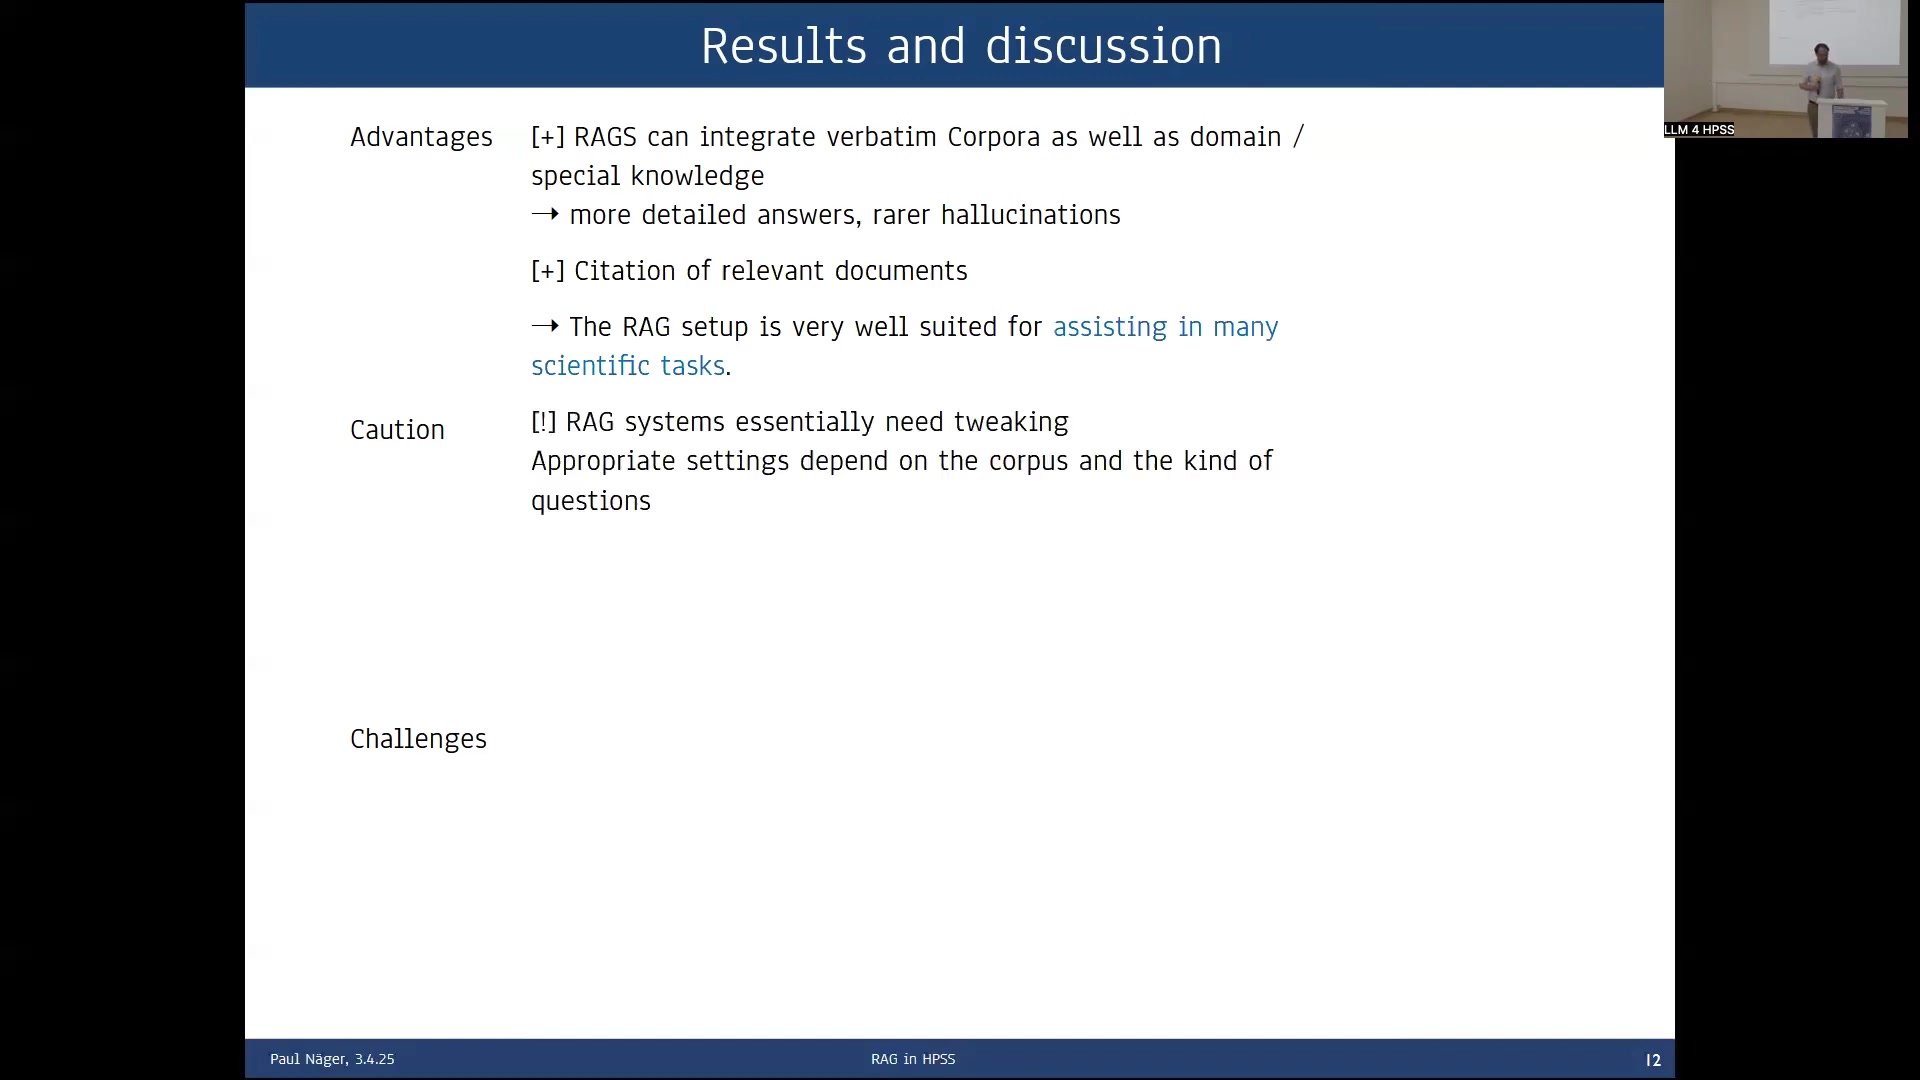 Results and discussion
LLM 4 HPSS
Advantages
[+] RAGS can integrate verbatim Corpora as well as domain /
special knowledge
→ more detailed answers, rarer hallucinations
[+] Citation of relevant documents
→ The RAG setup is very well suited for assisting in many
scientific tasks.
Caution
[!] RAG systems essentially need tweaking
Appropriate settings depend on the corpus and the kind of
questions
Challenges
Paul Näger, 3.4.25
RAG in HPSS
12